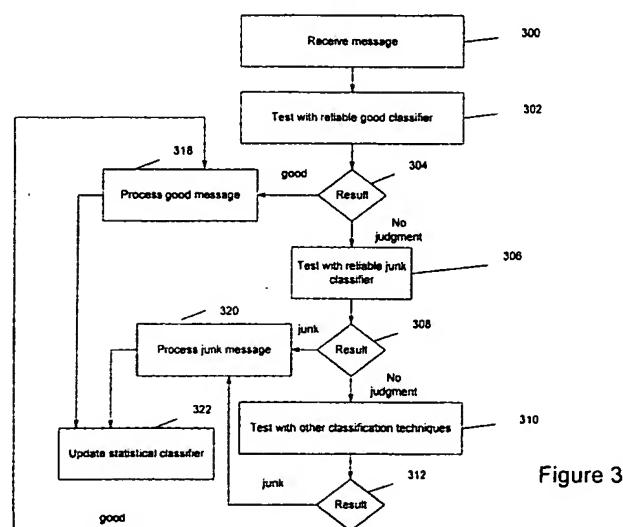 Receive message
300
Test with reliable good classifier
302
318
Process good message
good
Result
304
No
judgment
Test with reliable junk
classifier
306
320
Process junk message
junk
Result
308
No
judgment
322
Update statistical classifier
Test with other classification techniques
310
junk
Result
312
good
Figure 3